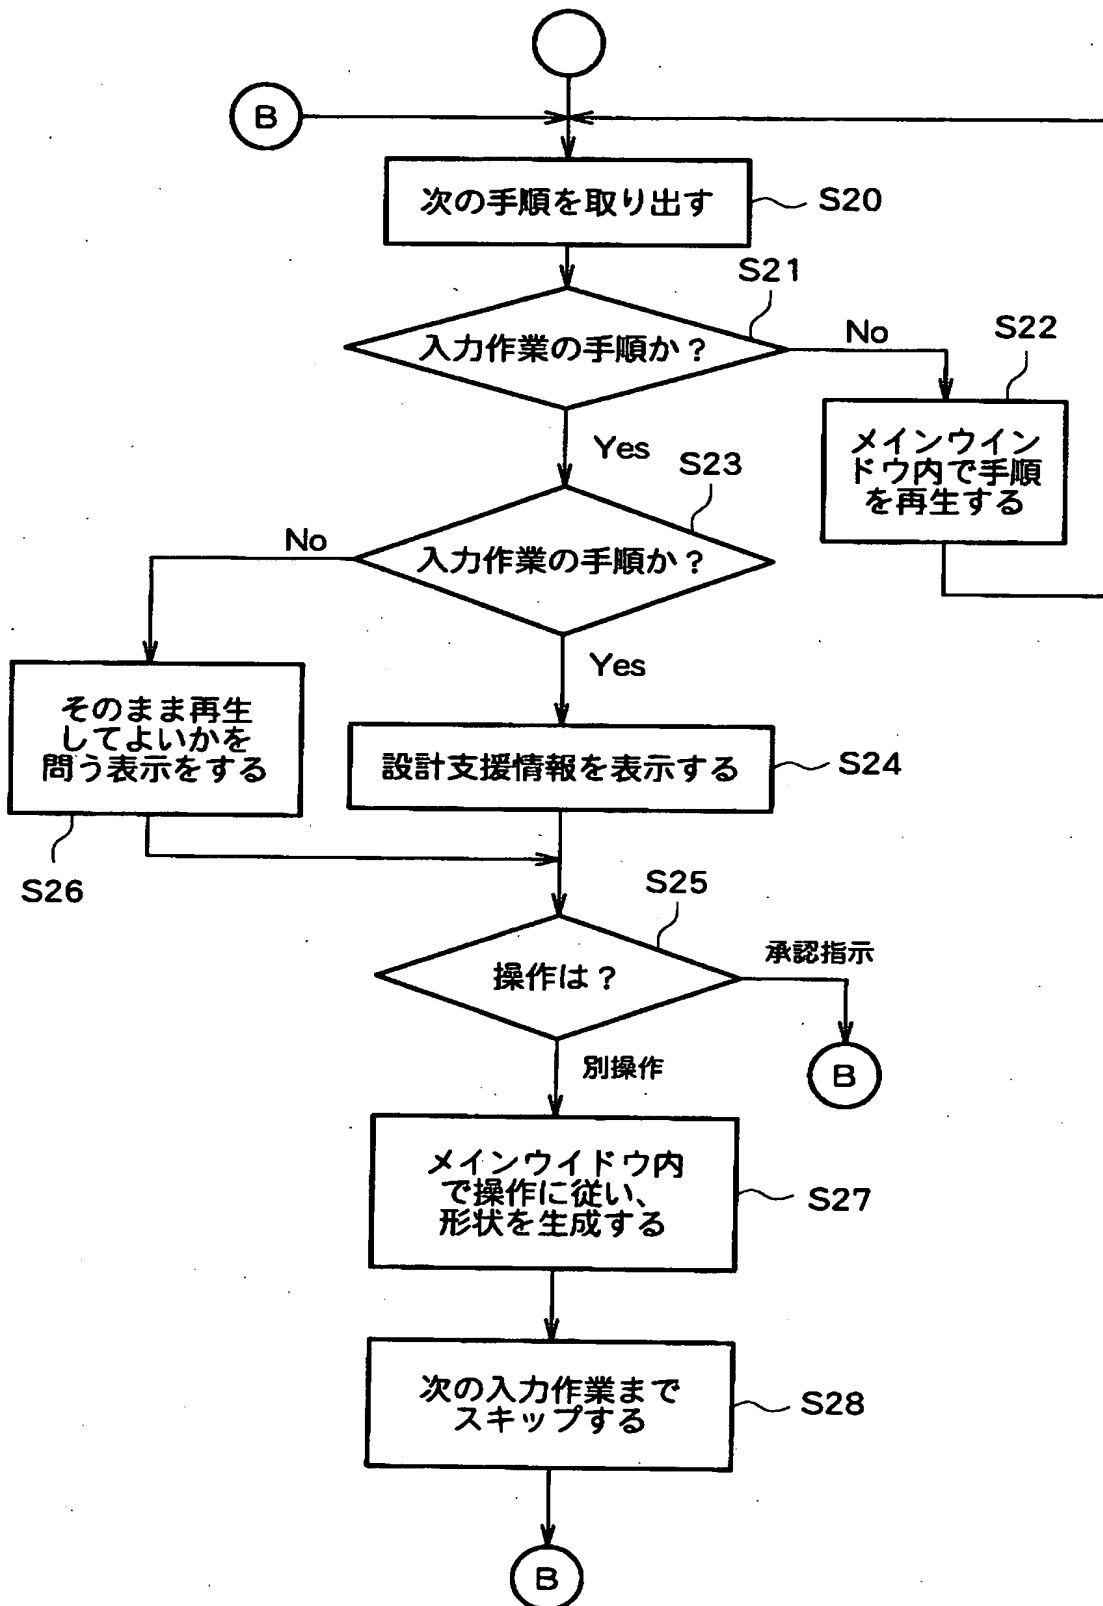 B
次の手順を取り出す
S20
S21
入力作業の手順か？
No
S22
メインウイン
ドウ内で手順
を再生する
Yes
S23
入力作業の手順か？
No
Yes
そのまま再生
してよいかを
問う表示をする
S26
設計支援情報を表示する
S24
S25
操作は？
承認指示
B
別操作
メインウイドウ内
で操作に従い、
形状を生成する
S27
次の入力作業まで
スキップする
S28
B